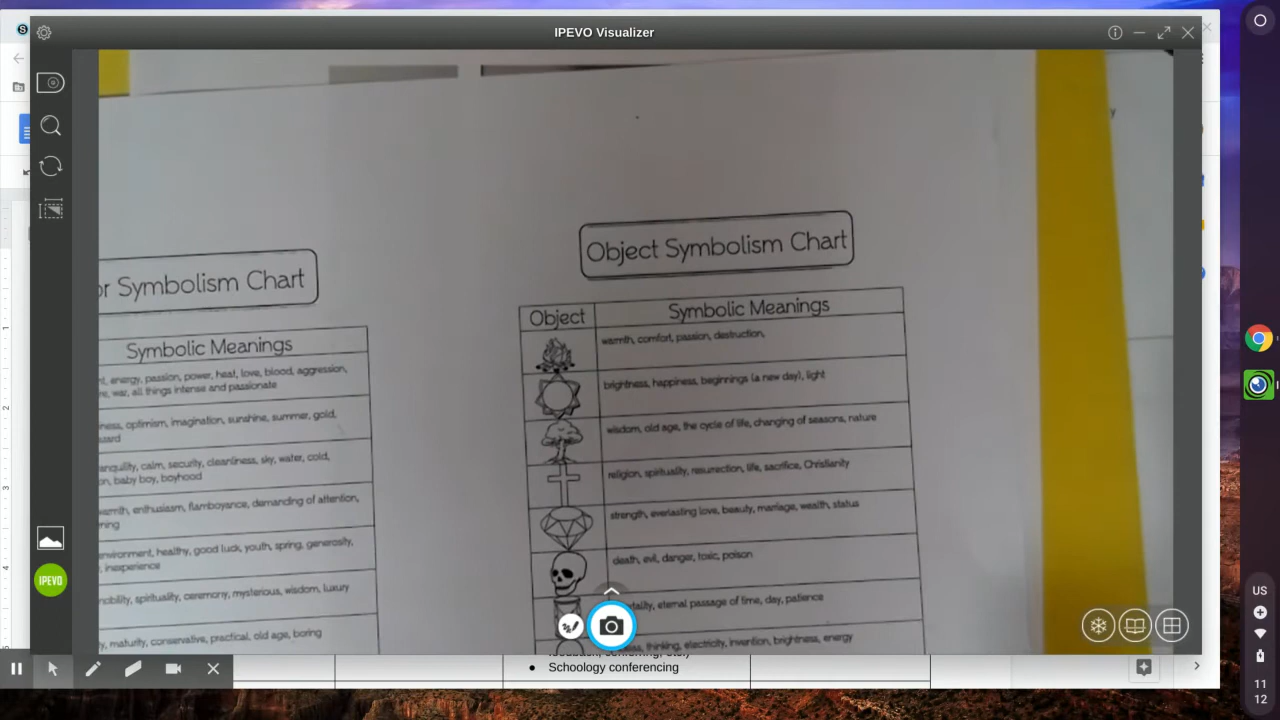 IPEVO Visualizer
or Symbolism Chart
Symbolic Meanings
energy, passion, power, heat, love, blood, aggression,
war, all things intense and passionate
optimism, imagination, sunshine, summer, gold,
calm, security, cleanliness, sky, water, cold,
baby boy, boyhood
enthusiasm, flamboyance, demanding of attention,
healthy, good luck, youth, spring, generosity,
inexperience
spirituality, ceremony, mysterious, wisdom, luxury
maturity, conservative, practical, old age, boring
Object Symbolism Chart
Object Symbolic Meanings
warmth, comfort, passion, destruction,
brightness, happiness, beginnings (a new day), light
wisdom, old age, the cycle of life, changing of seasons, nature
religion, spirituality, resurrection, life, sacrifice, Christianity
strength, everlasting love, beauty, marriage, wealth, status
death, evil, danger, toxic, poison
eternal passage of time, day, patience
thinking, electricity, invention, brightness, energy
IPEVO
● Schoology conferencing
1
2
3
4
US
11
12